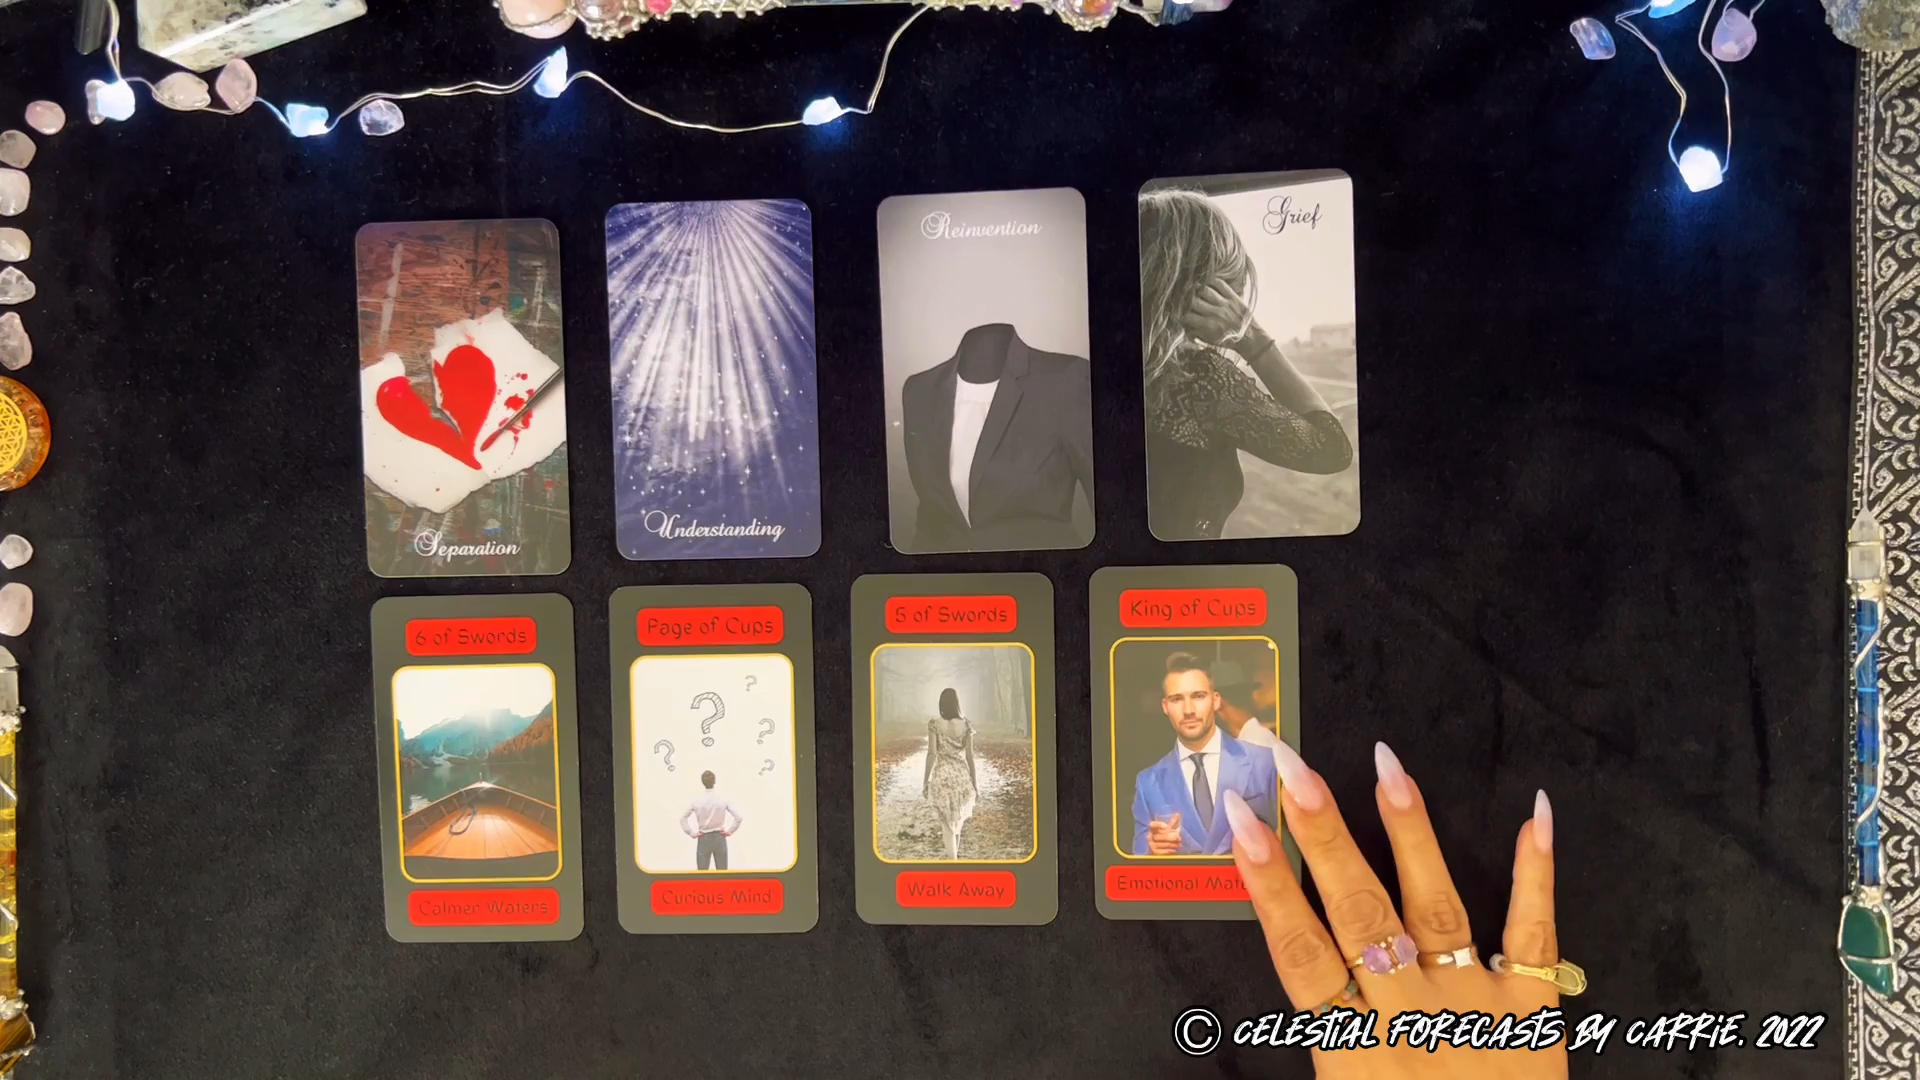 Separation
Understanding
Reinvention
Grief
6 of Swords
Calmer Waters
Page of Cups
Curious Mind
5 of Swords
Walk Away
King of Cups
Emotional
© CELESTIAL FORECASTS BY CARRIE. 2022